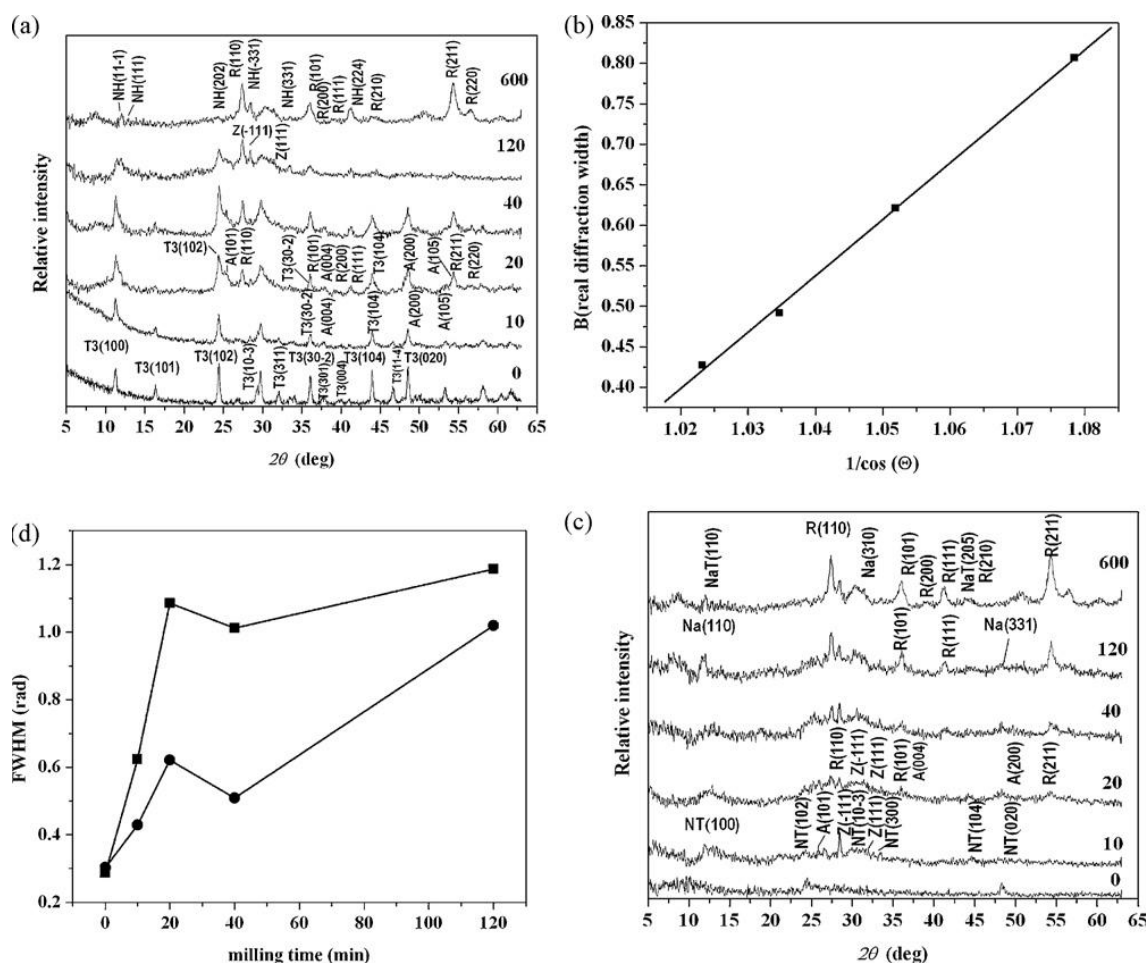 (a)
NH(11-1)
NH(111)
NH(202)
R(110)
NH(-331)
NH(331)
R(101)
R(200)
R(111)
NH(224)
R(210)
R(211)
R(220)
600
Z(-111)
Z(111)
120
40
T3(102)
A(101)
R(110)
T3(30-2)
R(101)
A(004)
R(200)
R(111)
T3(104)
A(200)
A(105)
R(211)
R(220)
20
T3(30-2)
A(004)
T3(104)
A(200)
A(105)
10
T3(100)
T3(101)
T3(102)
T3(10-3)
T3(311)
T3(30-2)
T3(301)
T3(004)
T3(104)
T3(020)
0
Relative intensity
5 10 15 20 25 30 35 40 45 50 55 60 65
2θ (deg)
(b)
B(real diffraction width)
0.85
0.80
0.75
0.70
0.65
0.60
0.55
0.50
0.45
0.40
1.02 1.03 1.04 1.05 1.06 1.07 1.08
1/cos (Θ)
(d)
FWHM (rad)
1.2
1.0
0.8
0.6
0.4
0.2
0 20 40 60 80 100 120
milling time (min)
(c)
NaT(110)
R(110)
Na(310)
R(101)
R(200)
R(111)
NaT(205)
R(210)
R(211)
600
Na(110)
R(101)
R(111)
Na(331)
120
40
R(110)
Z(-111)
Z(111)
R(101)
A(004)
A(200)
R(211)
20
NT(100)
NT(102)
A(101)
Z(-111)
NT(10-3)
Z(111)
NT(300)
NT(104)
NT(020)
10
0
Relative intensity
5 10 15 20 25 30 35 40 45 50 55 60 65
2θ (deg)